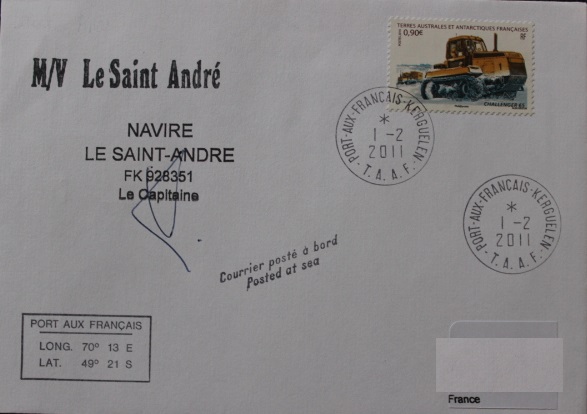 TERRES AUSTRALES ET ANTARCTIQUES FRANÇAISES
0,90€ RF
CHALLENGER 65
M/V Le Saint André
NAVIRE
LE SAINT-ANDRE
FK 928351
Le Capitaine
PORT-AUX-FRANCAIS-KERGUELEN
*
1-2
2011
-T.A.A.F.-
PORT-AUX-FRANCAIS-KERGUELEN
*
1-2
2011
-T.A.A.F.-
Courrier posté à bord
Posted at sea
PORT AUX FRANÇAIS
LONG. 70° 13 E
LAT. 49° 21 S
France